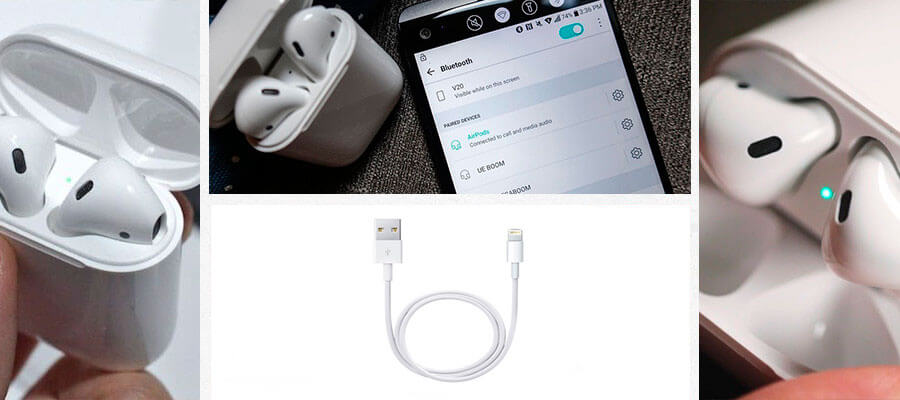 74% 3:36 PM
Bluetooth
V20
Visible while on this screen
PAIRED DEVICES
AirPods
Connected to call and media audio
UE BOOM